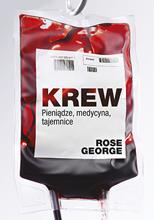 KREW
Pieniądze, medycyna,
tajemnice
ROSE
GEORGE